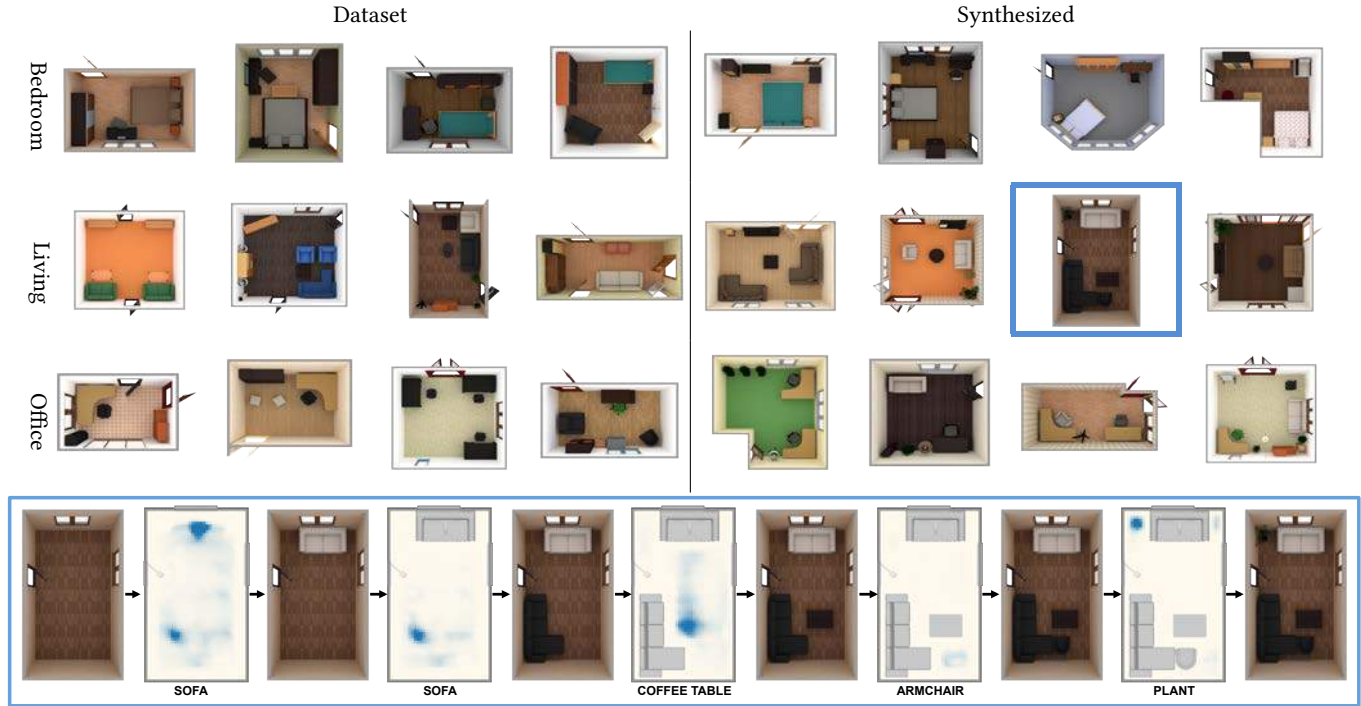 Dataset
Synthesized
Bedroom
Living
Office
SOFA
SOFA
COFFEE TABLE
ARMCHAIR
PLANT